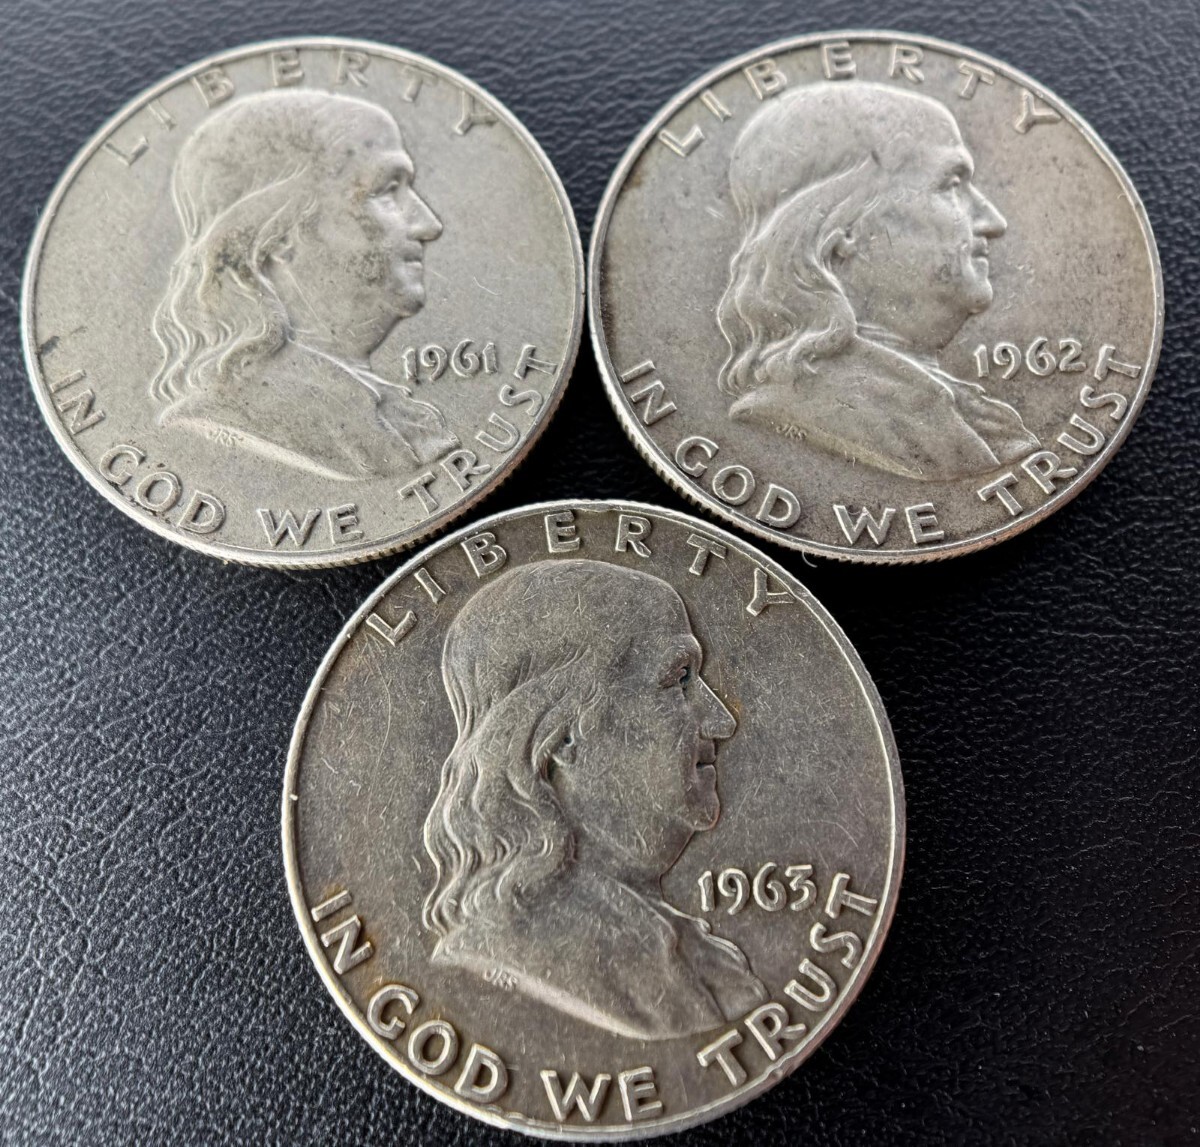 LIBERTY
1961
JRS
IN GOD WE TRUST
LIBERTY
1962
JRS
IN GOD WE TRUST
LIBERTY
1963
JRS
IN GOD WE TRUST